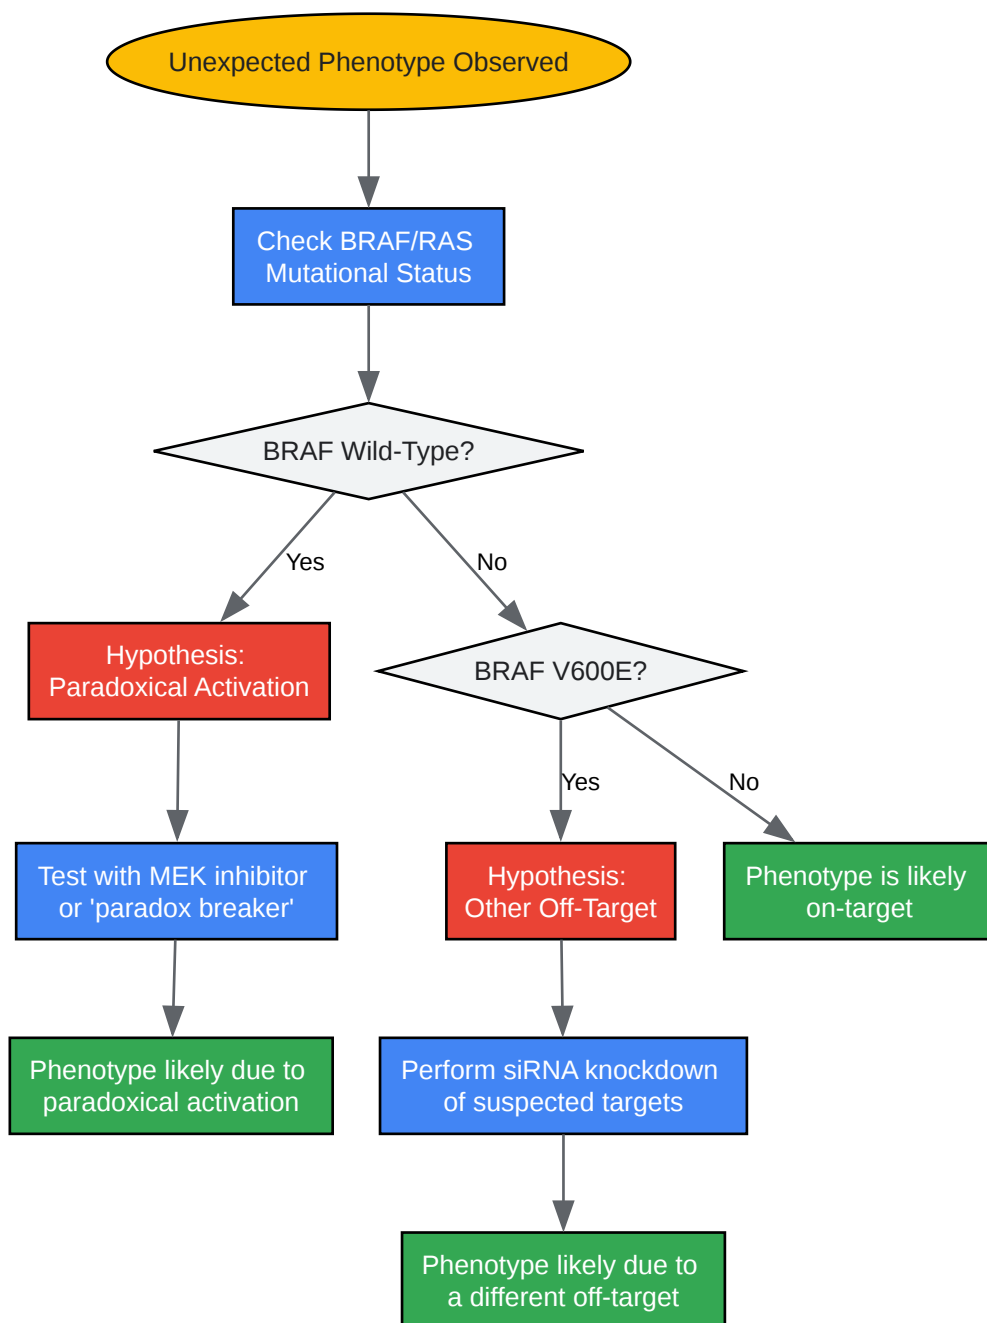 Unexpected Phenotype Observed
Check BRAF/RAS
Mutational Status
BRAF Wild-Type?
Yes
No
Hypothesis:
Paradoxical Activation
BRAF V600E?
Yes
No
Test with MEK inhibitor
or 'paradox breaker'
Hypothesis:
Other Off-Target
Phenotype is likely
on-target
Phenotype likely due to
paradoxical activation
Perform siRNA knockdown
of suspected targets
Phenotype likely due to
a different off-target